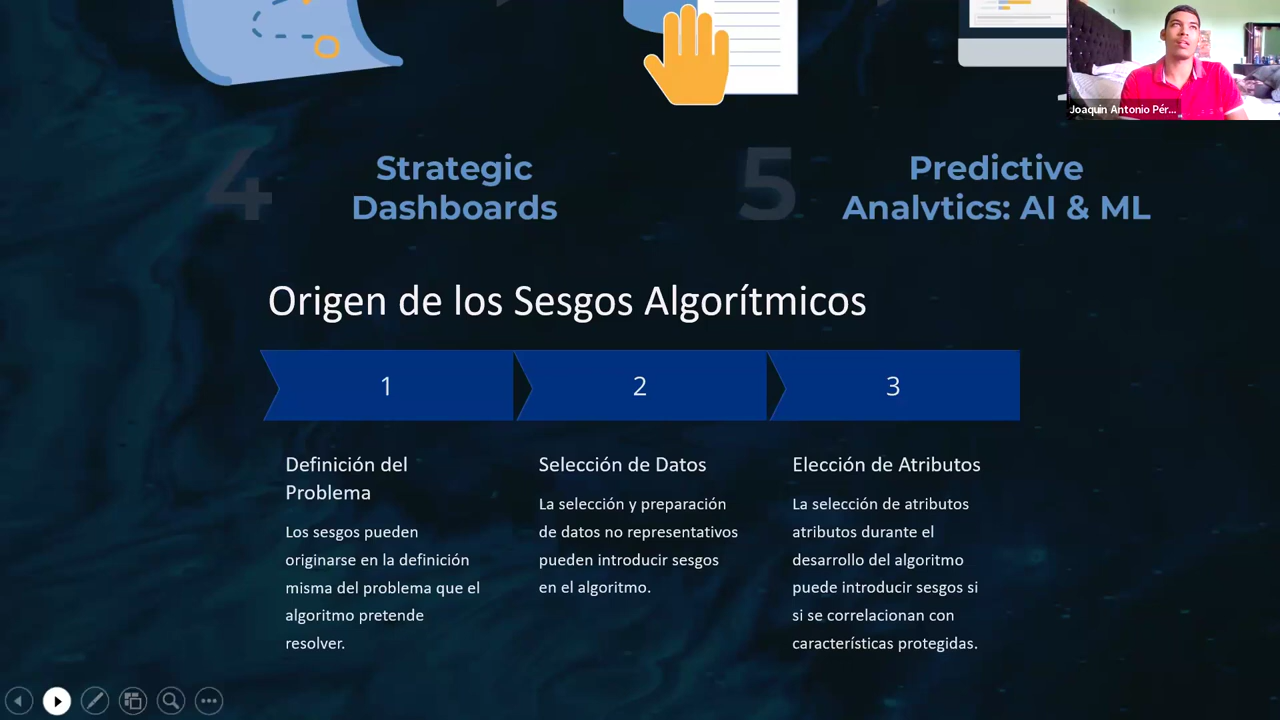 Joaquín Antonio Pér...
4
Strategic
Dashboards
5
Predictive
Analytics: AI & ML
Origen de los Sesgos Algorítmicos
1
2
3
Definición del
Problema
Los sesgos pueden
originarse en la definición
misma del problema que el
algoritmo pretende
resolver.
Selección de Datos
La selección y preparación
de datos no representativos
pueden introducir sesgos
en el algoritmo.
Elección de Atributos
La selección de atributos
atributos durante el
desarrollo del algoritmo
puede introducir sesgos si
si se correlacionan con
características protegidas.